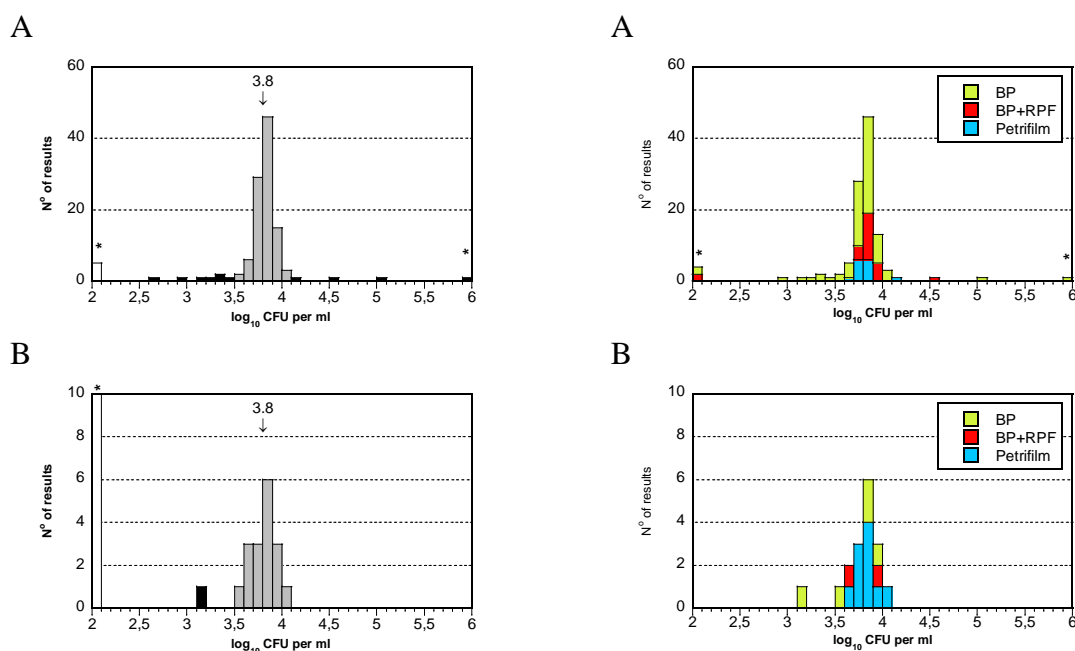 A
60
40
20
0
N° of results
3.8
↓
*
*
2 2,5 3 3,5 4 4,5 5 5,5 6
log10 CFU per ml
A
60
40
20
0
N° of results
BP
BP+RPF
Petrifilm
*
*
2 2,5 3 3,5 4 4,5 5 5,5 6
log10 CFU per ml
B
10
8
6
4
2
0
N° of results
*
3.8
↓
2 2,5 3 3,5 4 4,5 5 5,5 6
log10 CFU per ml
B
10
8
6
4
2
0
N° of results
BP
BP+RPF
Petrifilm
2 2,5 3 3,5 4 4,5 5 5,5 6
log10 CFU per ml